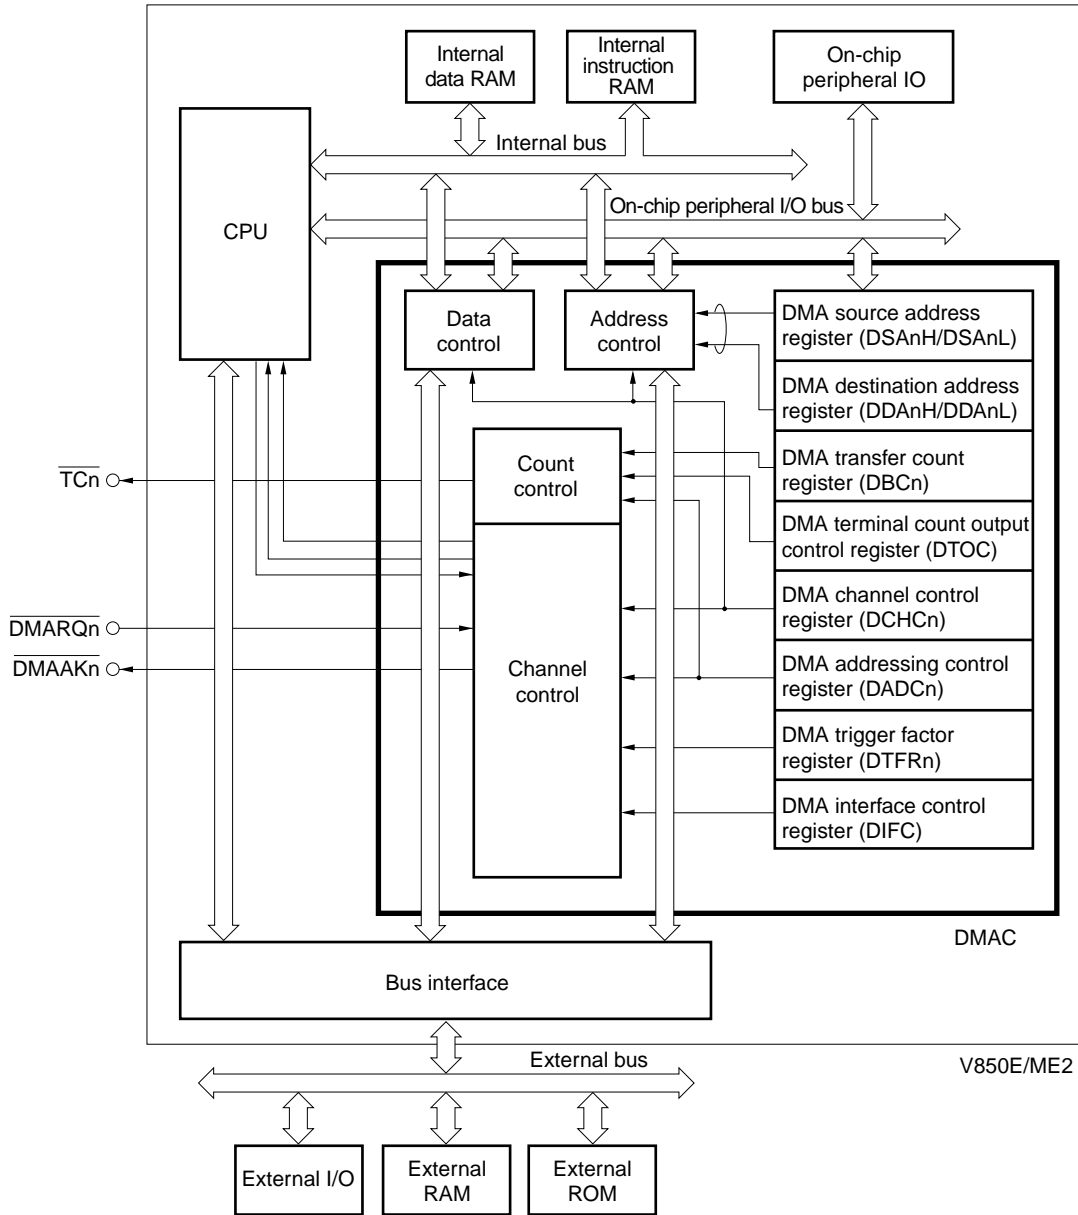 Internal
data RAM
Internal
instruction
RAM
On-chip
peripheral IO
Internal bus
CPU
On-chip peripheral I/O bus
Data
control
Address
control
DMA source address
register (DSAnH/DSAnL)
DMA destination address
register (DDAnH/DDAnL)
TCn
Count
control
DMA transfer count
register (DBCn)
DMA terminal count output
control register (DTOC)
DMA channel control
register (DCHCn)
DMARQn
DMAAKn
Channel
control
DMA addressing control
register (DADCn)
DMA trigger factor
register (DTFRn)
DMA interface control
register (DIFC)
DMAC
Bus interface
External bus
V850E/ME2
External I/O
External
RAM
External
ROM